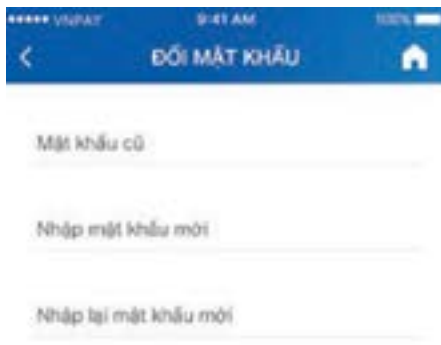 VNPAY 9:41 AM 100%
ĐỔI MẬT KHẨU
Mật khẩu cũ
Nhập mật khẩu mới
Nhập lại mật khẩu mới